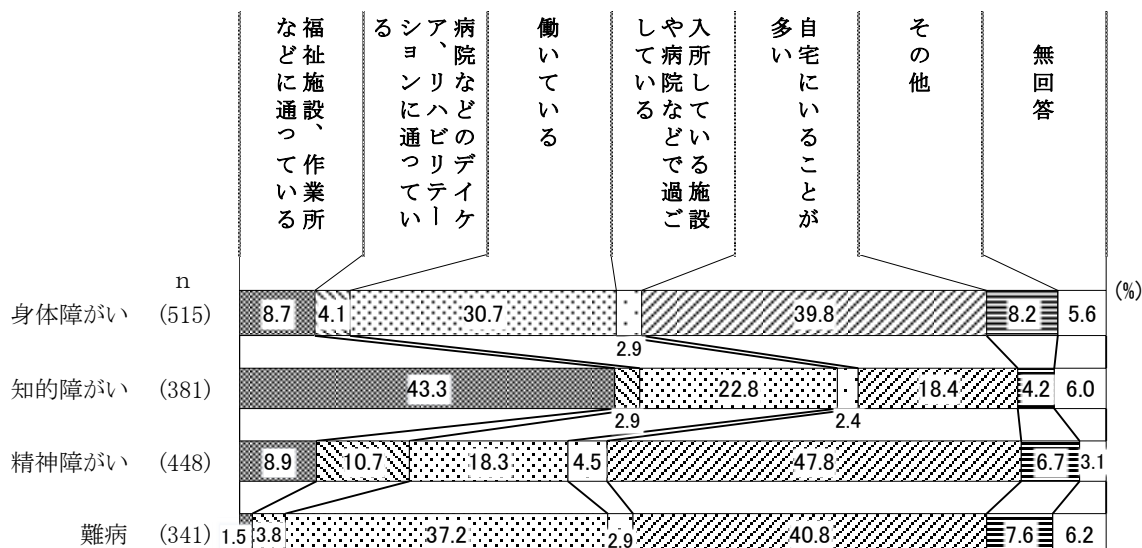 福祉施設、作業所
などに通っている
病院などのデイケ
ア、リハビリテー
ションに通ってい
る
働いている
入所している施設
や病院などで過ご
している
自宅にいることが
多い
その他
無回答
n
(%)
身体障がい (515) 8.7 4.1 30.7 2.9 39.8 8.2 5.6
知的障がい (381) 43.3 2.9 22.8 2.4 18.4 4.2 6.0
精神障がい (448) 8.9 10.7 18.3 4.5 47.8 6.7 3.1
難病 (341) 1.5 3.8 37.2 2.9 40.8 7.6 6.2